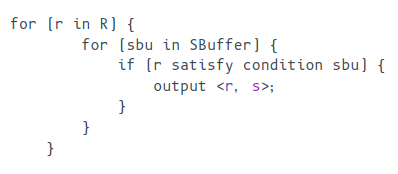 for [r in R] {
for [sbu in SBuffer] {
if [r satisfy condition sbu] {
output <r, s>;
}
}
}